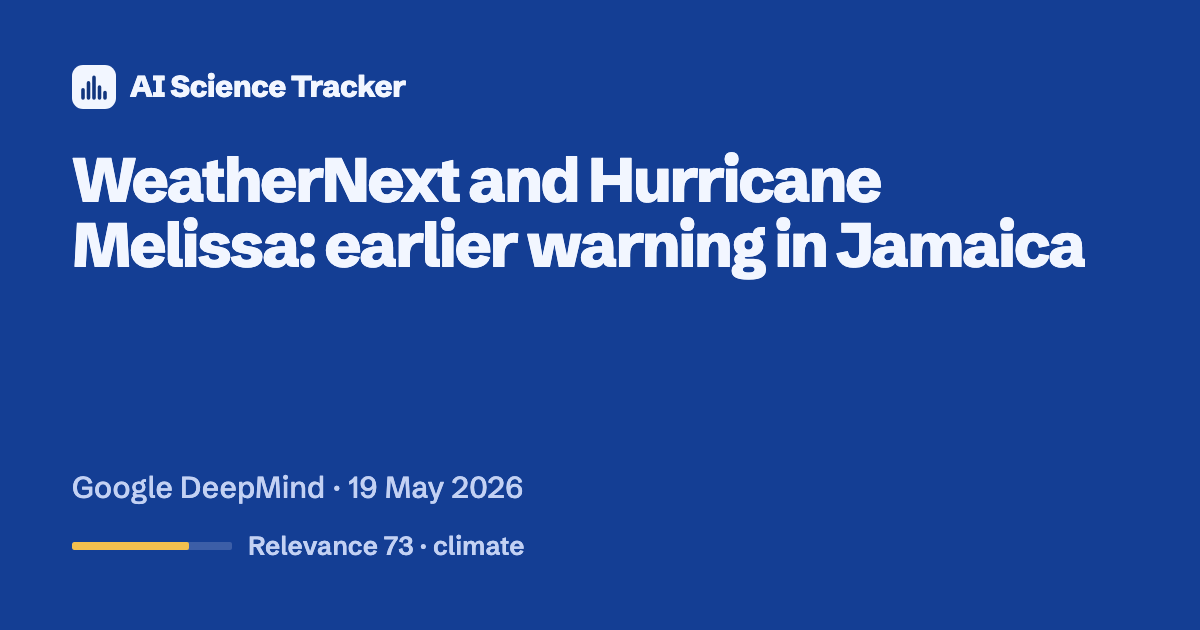 AI Science Tracker
WeatherNext and Hurricane
Melissa: earlier warning in Jamaica
Google DeepMind · 19 May 2026
Relevance 73 · climate